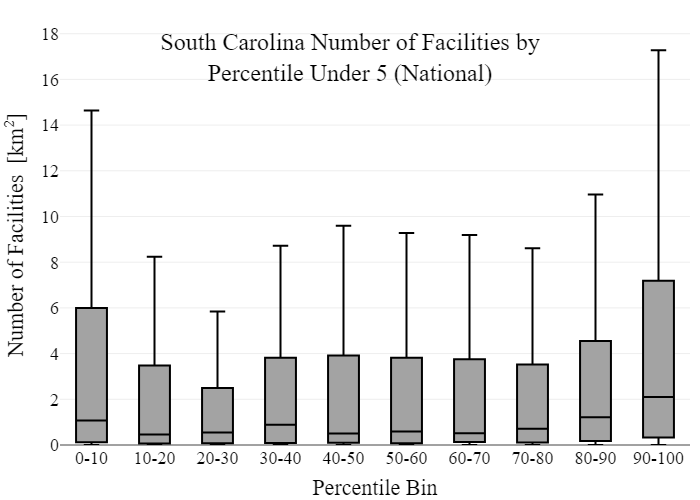 South Carolina Number of Facilities by
Percentile Under 5 (National)
Number of Facilities [km²]
18
16
14
12
10
8
6
4
2
0
0-10 10-20 20-30 30-40 40-50 50-60 60-70 70-80 80-90 90-100
Percentile Bin